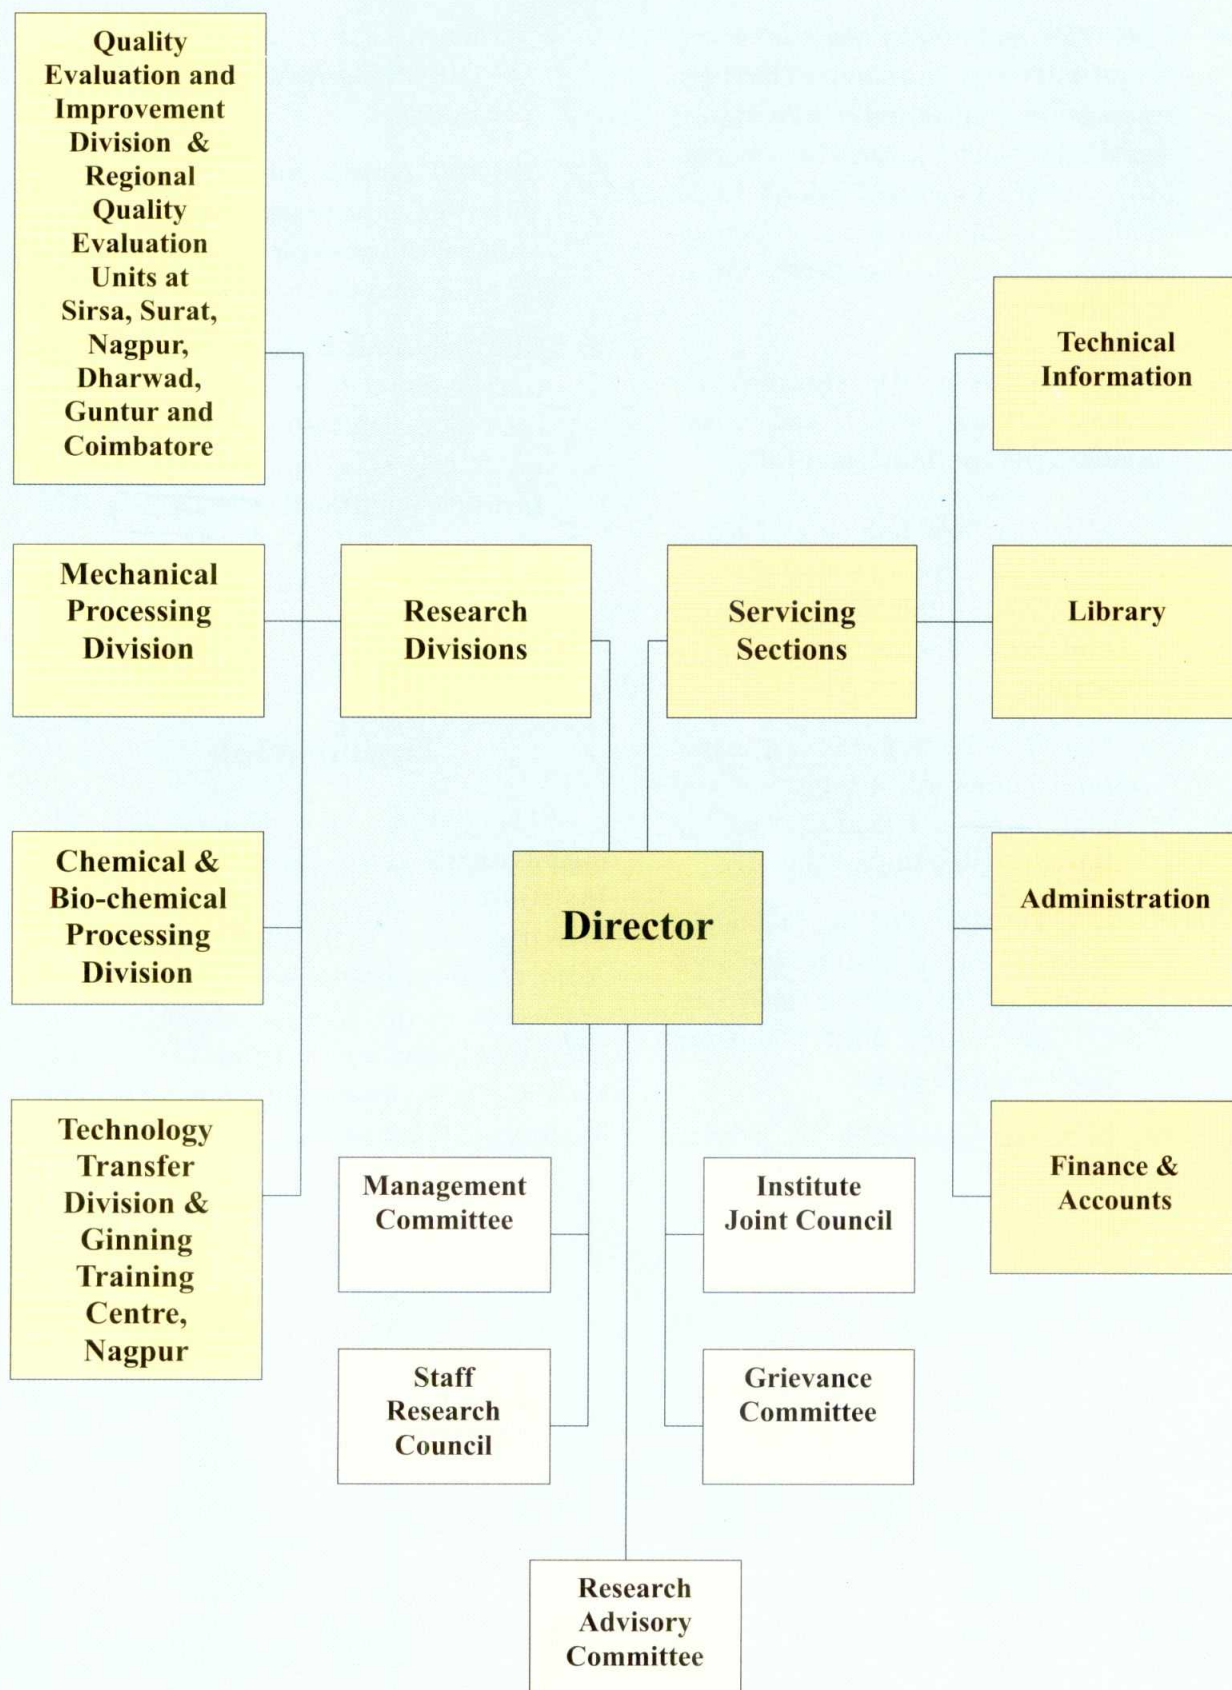 Quality
Evaluation and
Improvement
Division &
Regional
Quality
Evaluation
Units at
Sirsa, Surat,
Nagpur,
Dharwad,
Guntur and
Coimbatore
Technical
Information
Mechanical
Processing
Division
Research
Divisions
Servicing
Sections
Library
Chemical &
Bio-chemical
Processing
Division
Director
Administration
Technology
Transfer
Division &
Ginning
Training
Centre,
Nagpur
Management
Committee
Institute
Joint Council
Finance &
Accounts
Staff
Research
Council
Grievance
Committee
Research
Advisory
Committee